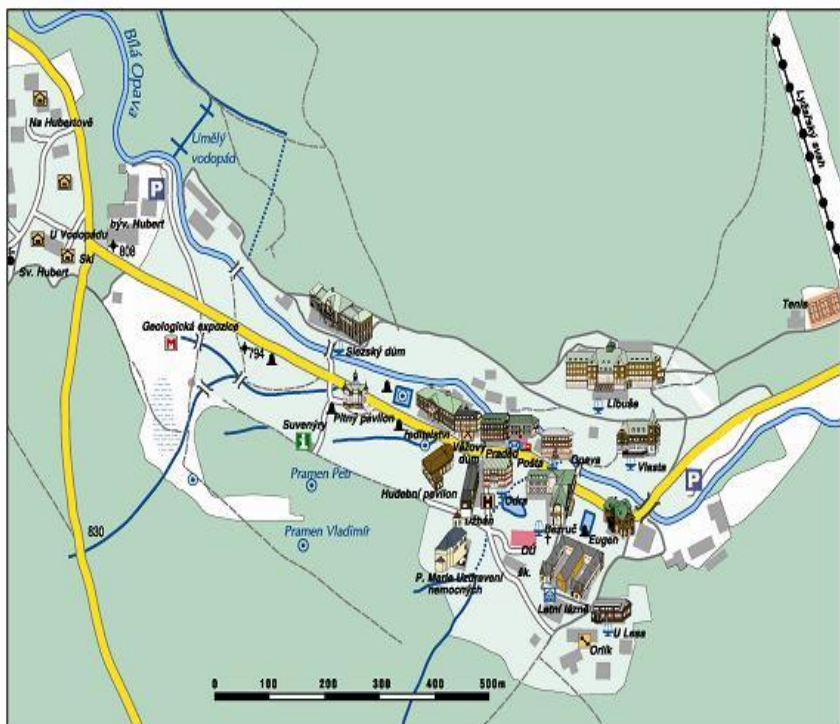 Bílá Opava
Lyžařský svah
Na Hubertově
Umělý
vodopád
P
býv. Hubert
U Vodopádu
808
Ski
Sv. Hubert
Tenis
Geologická expozice
M
794
Slezský dům
Libuše
Pitný pavilon
Suvenýry
i
ředitelství
Vážový
dům
Praděd
Pošta
Opava
Vlasta
P
Pramen Petr
Hudební pavilon
Odra
Pramen Vladimír
830
užban
Bezruč
Eugen
DÚ
šk.
P. Maria Uzdravení
nemocných
Letní lázně
U Lesa
Orlík
0 100 200 300 400 500m